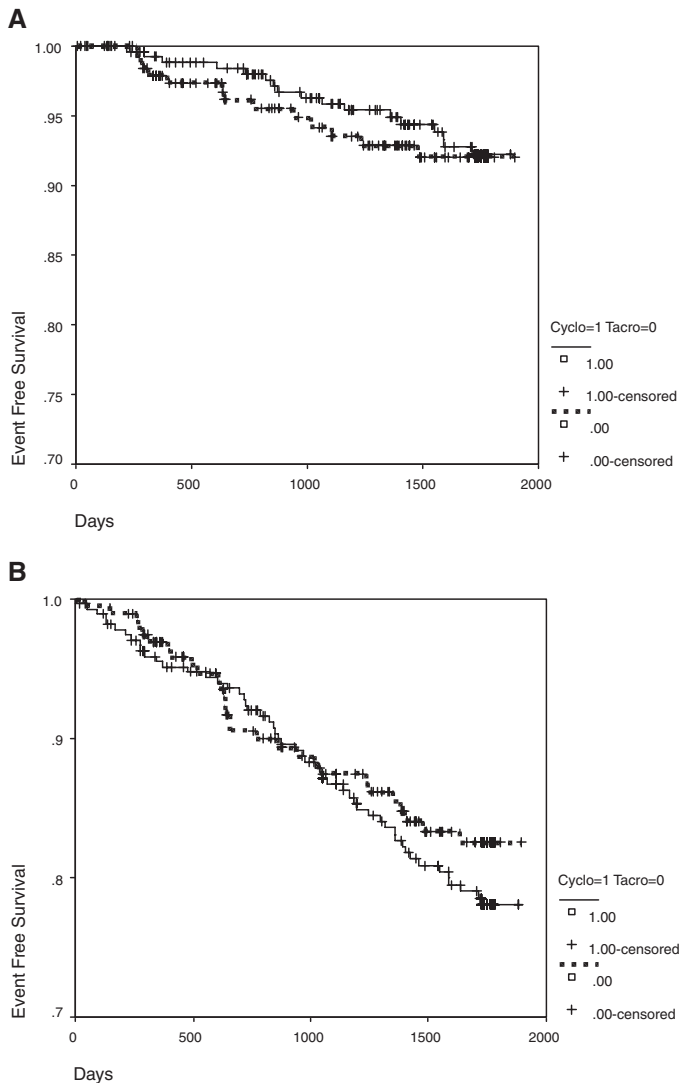 A
1.00
.95
.90
.85
.80
.75
.70
Event Free Survival
0
500
1000
1500
2000
Days
Cyclo=1 Tacro=0
1.00
1.00-censored
.00
.00-censored
B
1.0
.9
.8
.7
Event Free Survival
0
500
1000
1500
2000
Days
Cyclo=1 Tacro=0
1.00
1.00-censored
.00
.00-censored